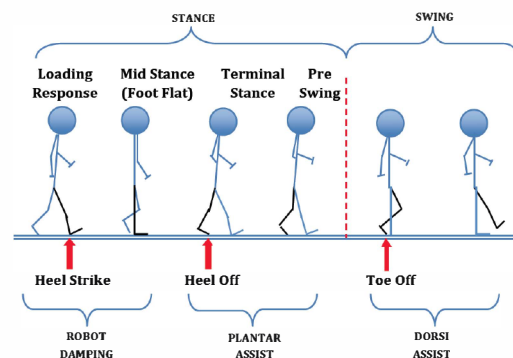 STANCE
SWING
Loading
Response
Mid Stance
(Foot Flat)
Terminal
Stance
Pre
Swing
Heel Strike
Heel Off
Toe Off
ROBOT
DAMPING
PLANTAR
ASSIST
DORSI
ASSIST